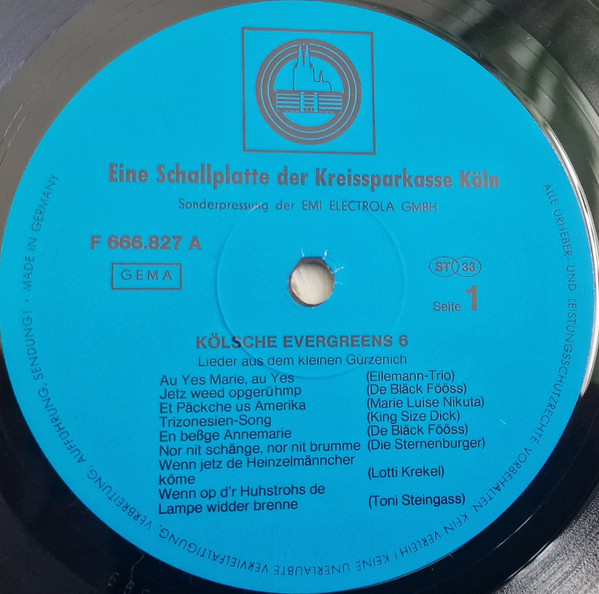 Eine Schallplatte der Kreissparkasse Köln
Sonderpressung der EMI ELECTROLA GMBH
F 666.827 A
GEMA
ST 33
Seite 1
KÖLSCHE EVERGREENS 6
Lieder aus dem kleinen Gürzenich
Au Yes Marie, au Yes (Eilemann-Trio)
Jetz weed opgerühmp (De Bläck Fööss)
Et Päckche us Amerika (Marie Luise Nikuta)
Trizonesien-Song (King Size Dick)
En beßge Annemarie (De Bläck Fööss)
Nor nit schänge, nor nit brumme (Die Sternenburger)
Wenn jetz de Heinzelmänncher
köme (Lotti Krekel)
Wenn op d'r Huhstrohs de
Lampe widder brenne (Toni Steingass)
ALLE URHEBER- UND LEISTUNGSSCHUTZRECHTE VORBEHALTEN. KEIN VERLEIH! KEINE UNERLAUBTE VERVIELFÄLTIGUNG, VERBREITUNG, AUFFÜHRUNG, SENDUNG! · MADE IN GERMANY